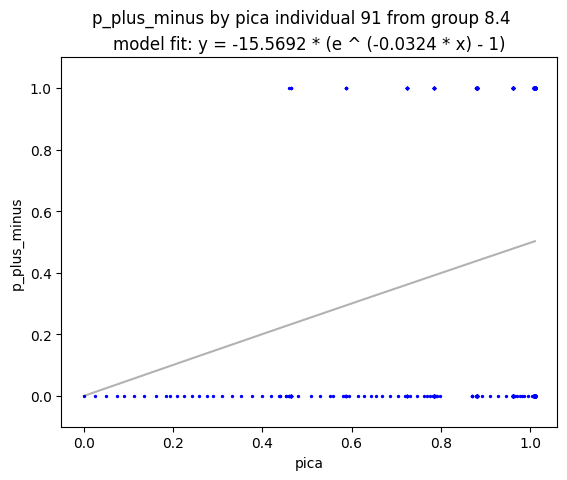 p_plus_minus by pica individual 91 from group 8.4
model fit: y = -15.5692 * (e ^ (-0.0324 * x) - 1)
1.0
0.8
0.6
0.4
0.2
0.0
p_plus_minus
0.0 0.2 0.4 0.6 0.8 1.0
pica